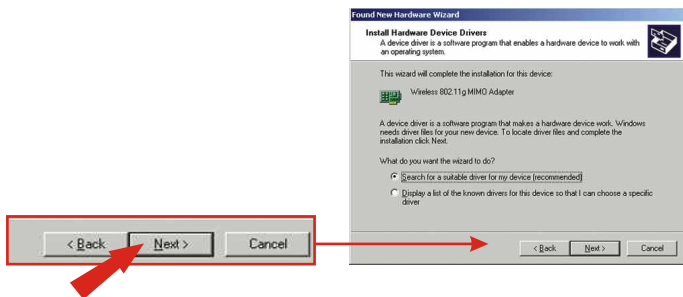 Found New Hardware Wizard
Install Hardware Device Drivers
A device driver is a software program that enables a hardware device to work with
an operating system.
This wizard will complete the installation for this device:
Wireless 802.11g MIMO Adapter
A device driver is a software program that makes a hardware device work. Windows
needs driver files for your new device. To locate driver files and complete the
installation click Next.
What do you want the wizard to do?
Search for a suitable driver for my device (recommended)
Display a list of the known drivers for this device so that I can choose a specific
driver
< Back Next > Cancel
< Back Next > Cancel